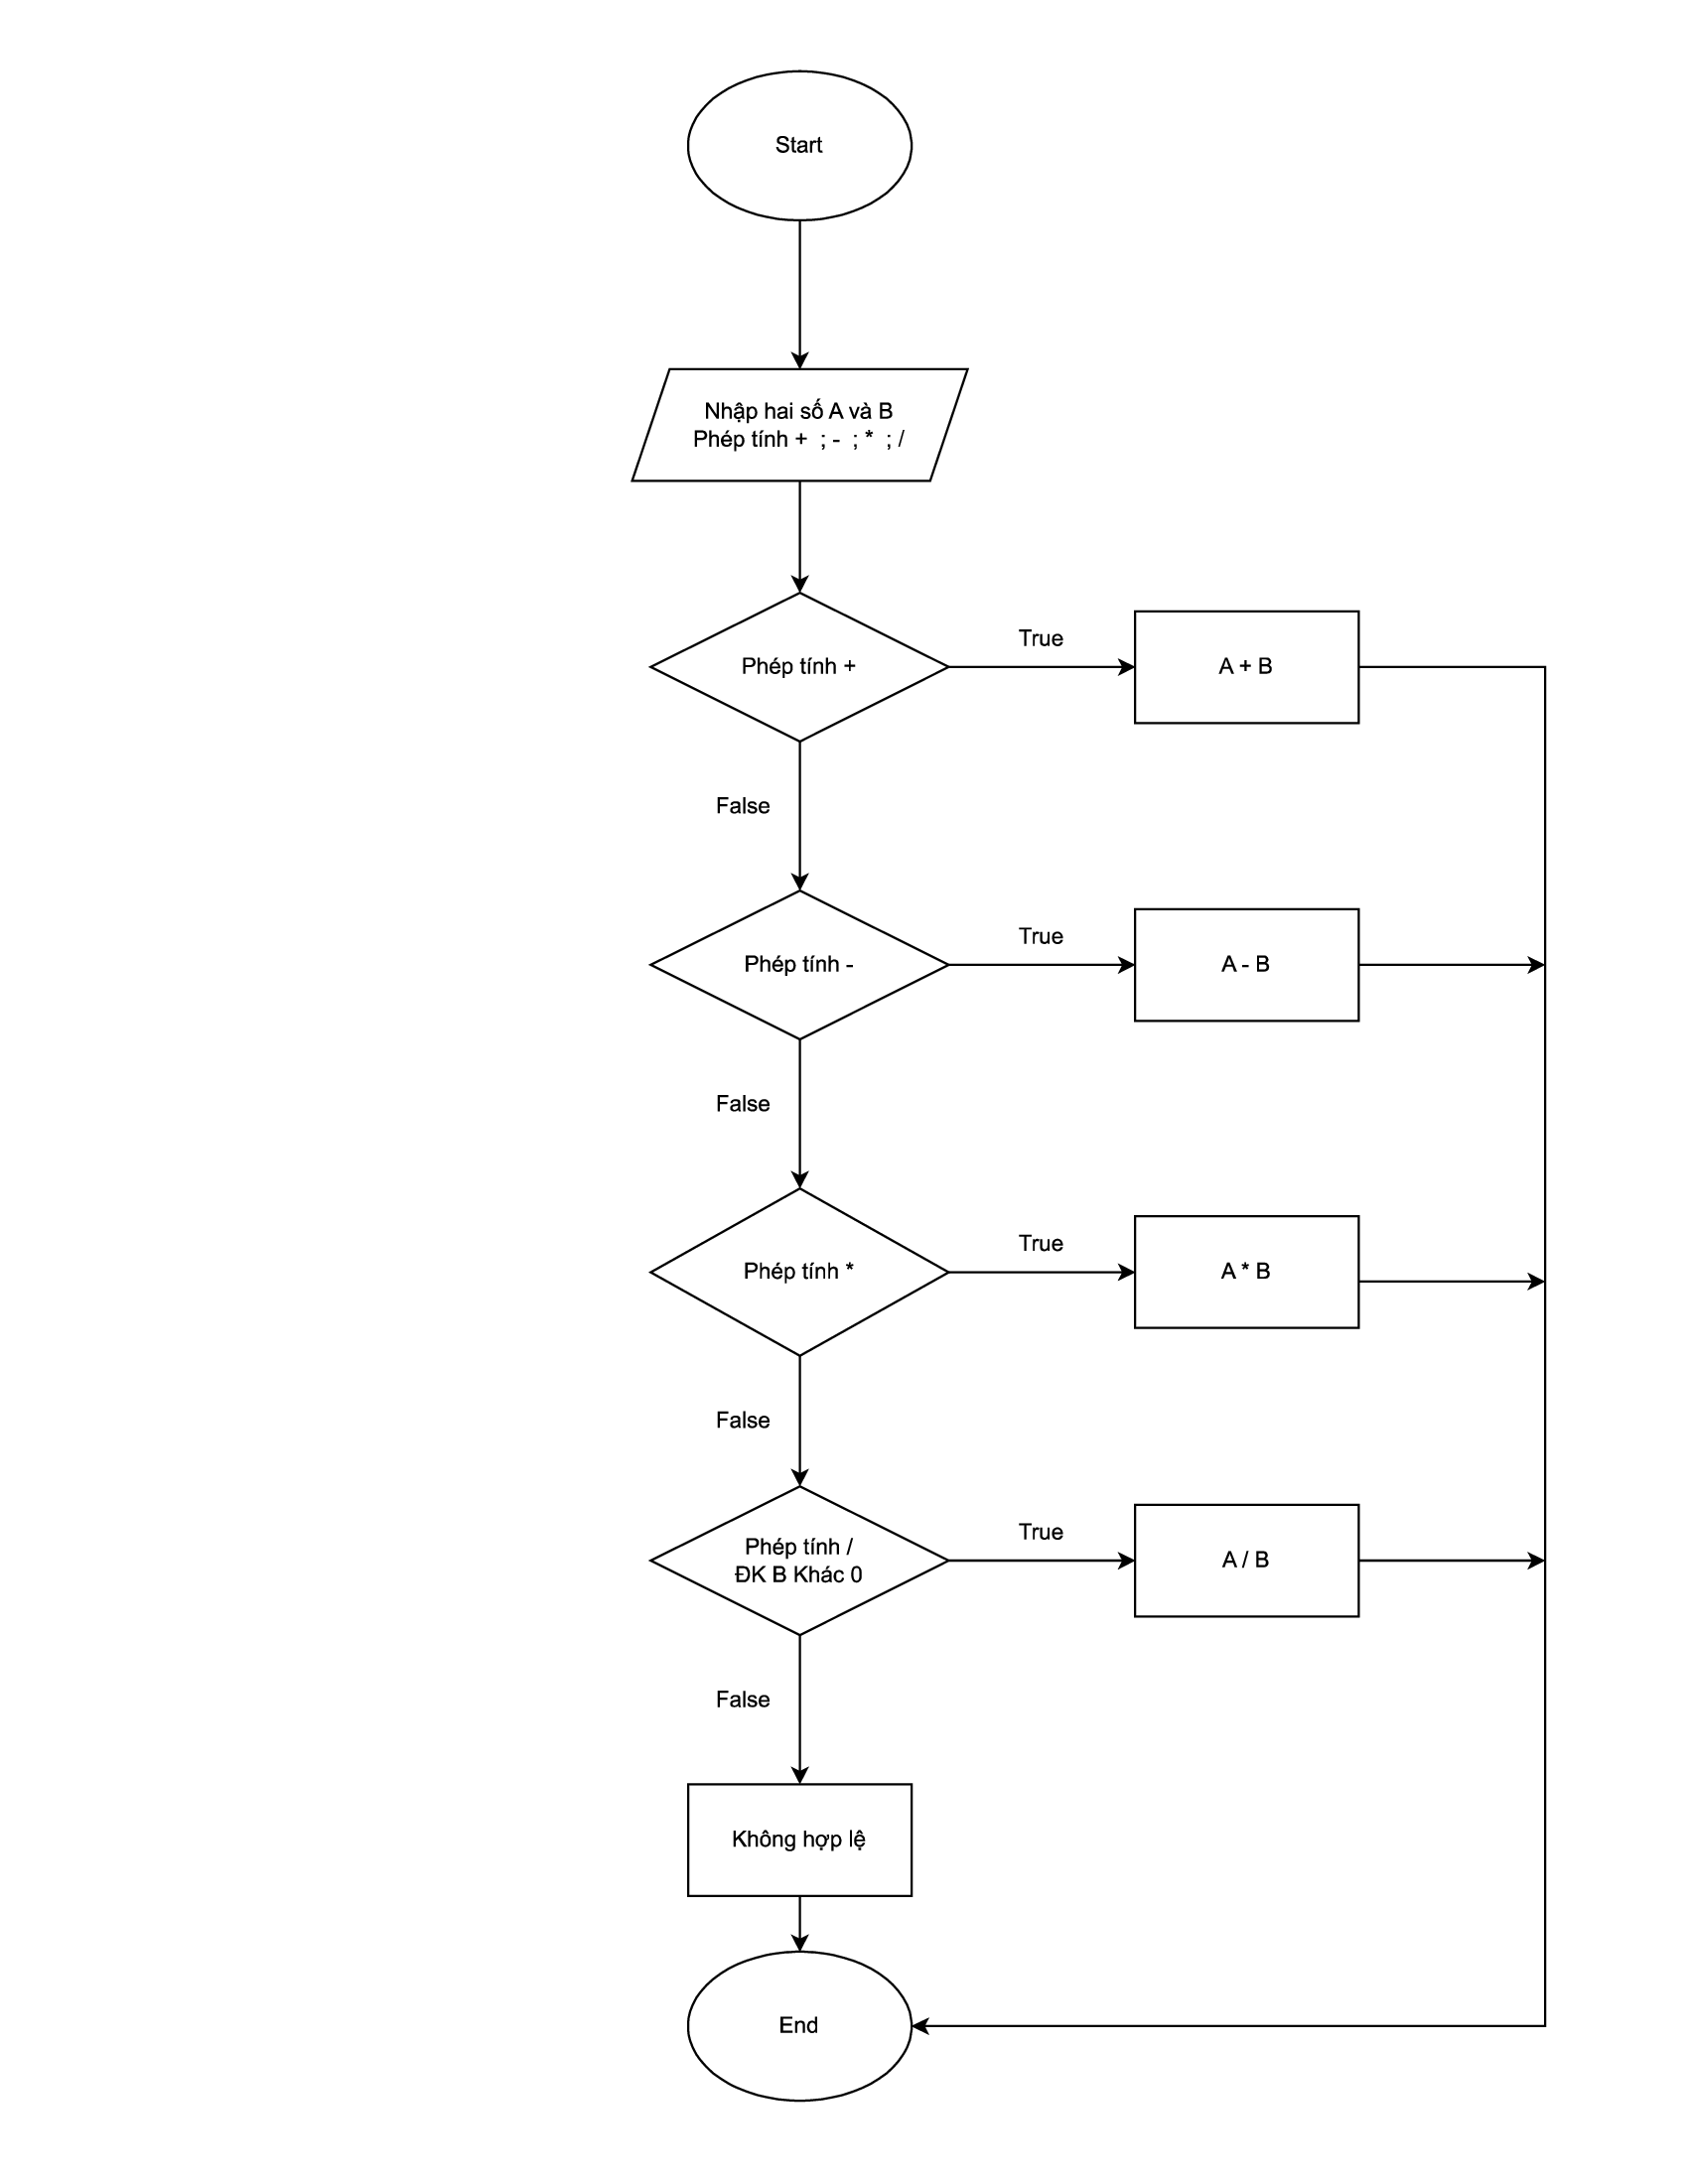 Start
Nhập hai số A và B
Phép tính +  ; -  ; *  ; /
Phép tính +
True
A + B
False
Phép tính -
True
A - B
False
Phép tính *
True
A * B
False
Phép tính /
ĐK B Khác 0
True
A / B
False
Không hợp lệ
End